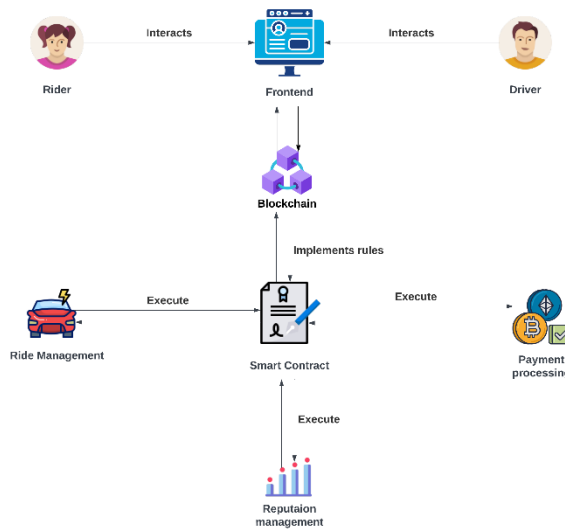 Interacts
Interacts
Rider
Frontend
Driver
Blockchain
Implements rules
Execute
Execute
Ride Management
Smart Contract
Payment
processing
Execute
Reputaion
management